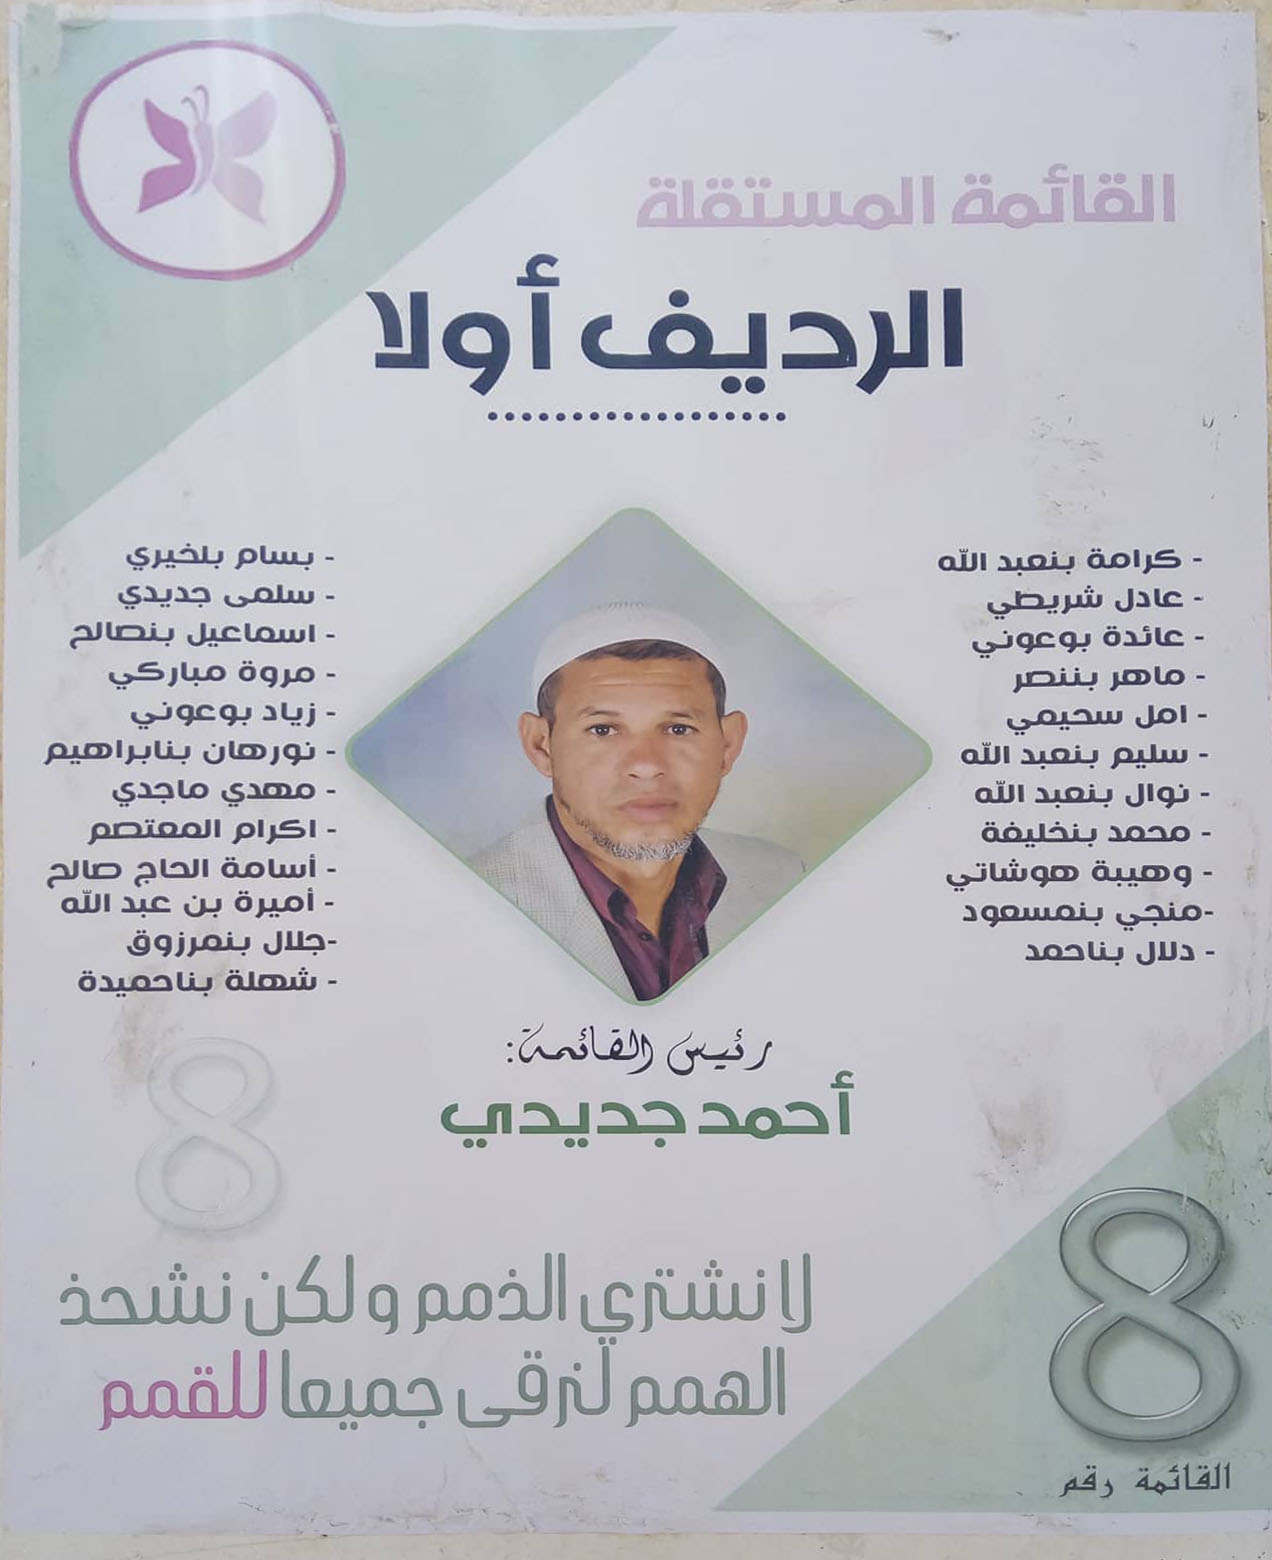 القائمة المستقلة
الرديف أولا
- كرامة بنعبد الله
- عادل شريطي
- عائدة بوعوني
- ماهر بننصر
- امل سحيمي
- سليم بنعبد الله
- نوال بنعبد الله
- محمد بنخليفة
- وهيبة هوشاتي
-منجي بنمسعود
- دلال بناحمد
- بسام بلخيري
- سلمى جديدي
- اسماعيل بنصالح
- مروة مباركي
- زياد بوعوني
- نورهان بنابراهيم
- مهدي ماجدي
- اكرام المعتصم
- أسامة الحاج صالح
- أميرة بن عبد الله
-جلال بنمرزوق
- شهلة بناحميدة
رئيس القائمة:
أحمد جديدي
8
لا نشتري الذمم ولكن نشحذ
الهمم لنرقى جميعا للقمم
8
القائمة رقم